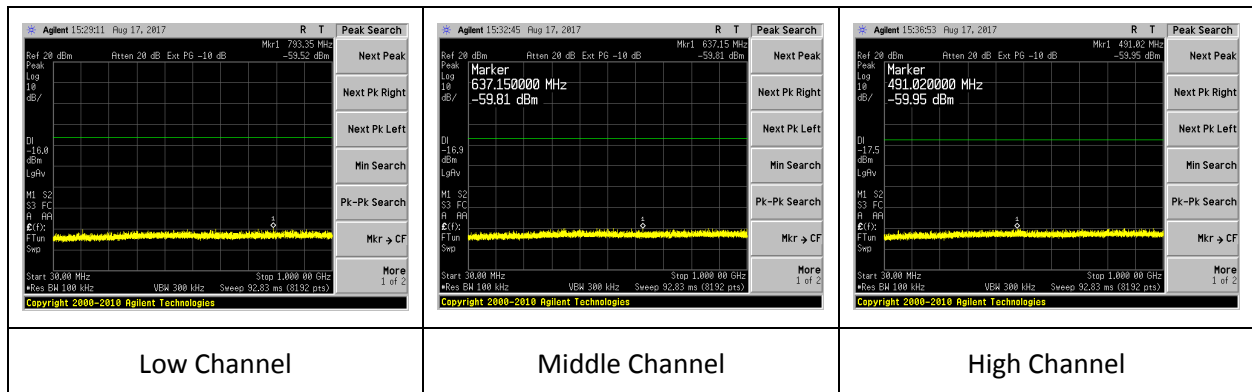 Agilent 15:29:11 Aug 17, 2017 R T Peak Search
Mkr1 793.35 MHz
Ref 20 dBm Atten 20 dB Ext PG -10 dB -59.52 dBm
Peak
Log
10
dB/
DI
-16.0
dBm
LgAv
M1 S2
S3 FC
A AA
£(f):
FTun
Swp
1
Start 30.00 MHz Stop 1.000 00 GHz
*Res BW 100 kHz VBW 300 kHz Sweep 92.83 ms (8192 pts)
Copyright 2000-2010 Agilent Technologies
Next Peak
Next Pk Right
Next Pk Left
Min Search
Pk-Pk Search
Mkr → CF
More
1 of 2
Low Channel
Agilent 15:32:45 Aug 17, 2017 R T Peak Search
Mkr1 637.15 MHz
Ref 20 dBm Atten 20 dB Ext PG -10 dB -59.81 dBm
Peak
Log
10
dB/
Marker
637.150000 MHz
-59.81 dBm
DI
-16.9
dBm
LgAv
M1 S2
S3 FC
A AA
£(f):
FTun
Swp
1
Start 30.00 MHz Stop 1.000 00 GHz
*Res BW 100 kHz VBW 300 kHz Sweep 92.83 ms (8192 pts)
Copyright 2000-2010 Agilent Technologies
Next Peak
Next Pk Right
Next Pk Left
Min Search
Pk-Pk Search
Mkr → CF
More
1 of 2
Middle Channel
Agilent 15:36:53 Aug 17, 2017 R T Peak Search
Mkr1 491.02 MHz
Ref 20 dBm Atten 20 dB Ext PG -10 dB -59.95 dBm
Peak
Log
10
dB/
Marker
491.020000 MHz
-59.95 dBm
DI
-17.5
dBm
LgAv
M1 S2
S3 FC
A AA
£(f):
FTun
Swp
1
Start 30.00 MHz Stop 1.000 00 GHz
*Res BW 100 kHz VBW 300 kHz Sweep 92.83 ms (8192 pts)
Copyright 2000-2010 Agilent Technologies
Next Peak
Next Pk Right
Next Pk Left
Min Search
Pk-Pk Search
Mkr → CF
More
1 of 2
High Channel